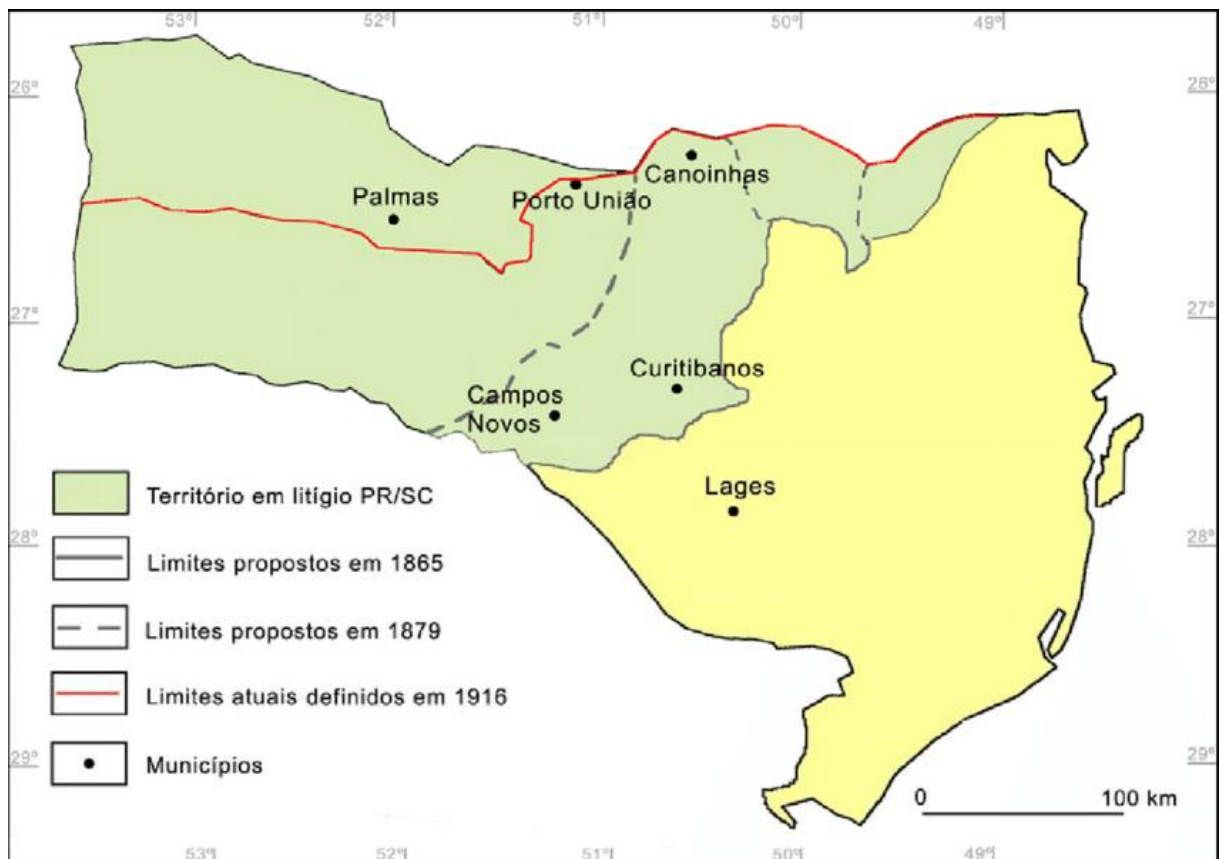 53°
52°
51°
50°
49°
26°
26°
Canoinhas
Palmas
Porto União
27°
27°
Curitibanos
Campos
Novos
Lages
Território em litígio PR/SC
28°
28°
Limites propostos em 1865
Limites propostos em 1879
Limites atuais definidos em 1916
29°
29°
Municípios
0
100 km
53°
52°
51°
50°
49°